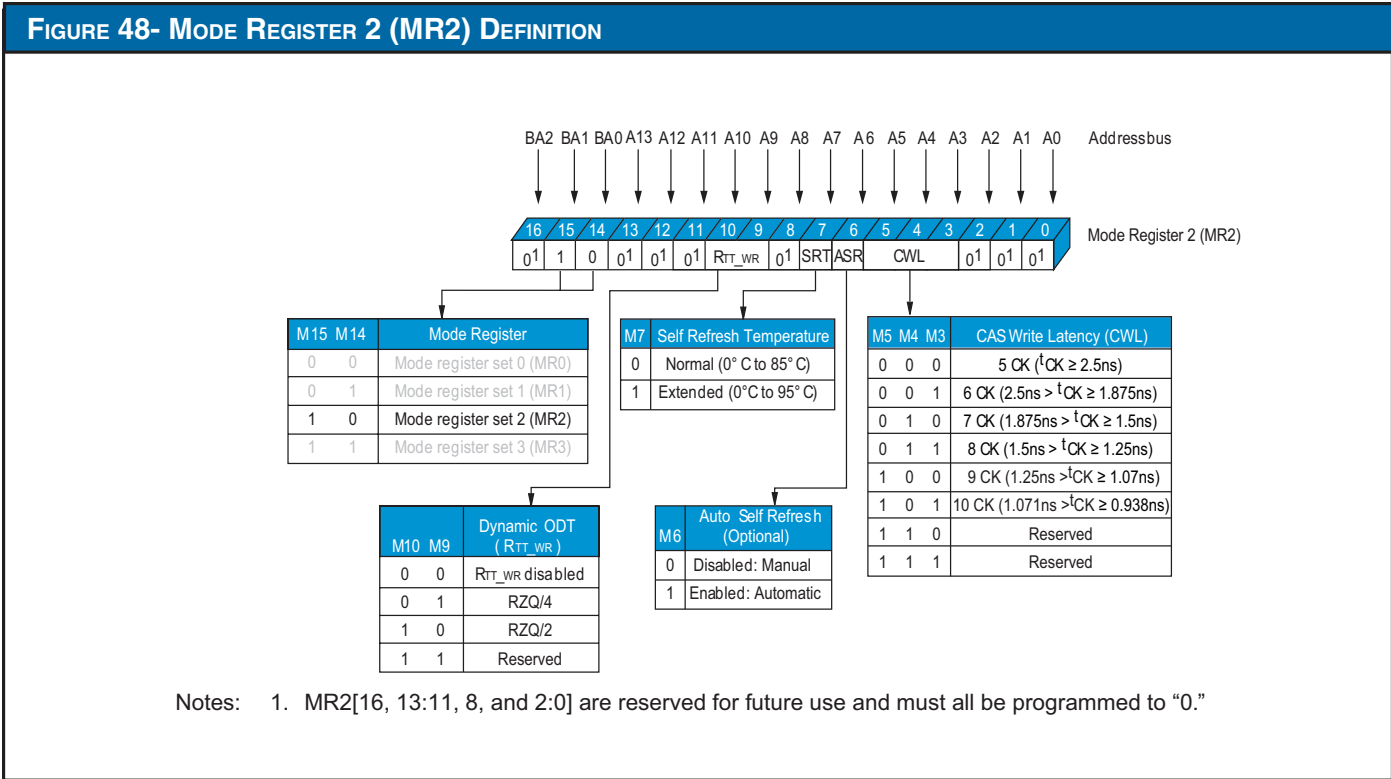 FIGURE 48- MODE REGISTER 2 (MR2) DEFINITION
BA2 BA1 BA0 A13 A12 A11 A10 A9 A8 A7 A6 A5 A4 A3 A2 A1 A0 Addressbus
16 15 14 13 12 11 10 9 8 7 6 5 4 3 2 1 0
Mode Register 2 (MR2)
0¹ 1 0 0¹ 0¹ 0¹ RTT_WR 0¹ SRT ASR CWL 0¹ 0¹ 0¹
M15 M14 Mode Register
0 0 Mode register set 0 (MR0)
0 1 Mode register set 1 (MR1)
1 0 Mode register set 2 (MR2)
1 1 Mode register set 3 (MR3)
M7 Self Refresh Temperature
0 Normal (0° C to 85° C)
1 Extended (0°C to 95° C)
M5 M4 M3 CAS Write Latency (CWL)
0 0 0 5 CK (ᵗCK ≥ 2.5ns)
0 0 1 6 CK (2.5ns > ᵗCK ≥ 1.875ns)
0 1 0 7 CK (1.875ns > ᵗCK ≥ 1.5ns)
0 1 1 8 CK (1.5ns > ᵗCK ≥ 1.25ns)
1 0 0 9 CK (1.25ns >ᵗCK ≥ 1.07ns)
1 0 1 10 CK (1.071ns >ᵗCK ≥ 0.938ns)
1 1 0 Reserved
1 1 1 Reserved
M10 M9 Dynamic ODT
(RTT_WR)
0 0 RTT_WR disabled
0 1 RZQ/4
1 0 RZQ/2
1 1 Reserved
M6 Auto Self Refresh
(Optional)
0 Disabled: Manual
1 Enabled: Automatic
Notes: 1. MR2[16, 13:11, 8, and 2:0] are reserved for future use and must all be programmed to “0.”